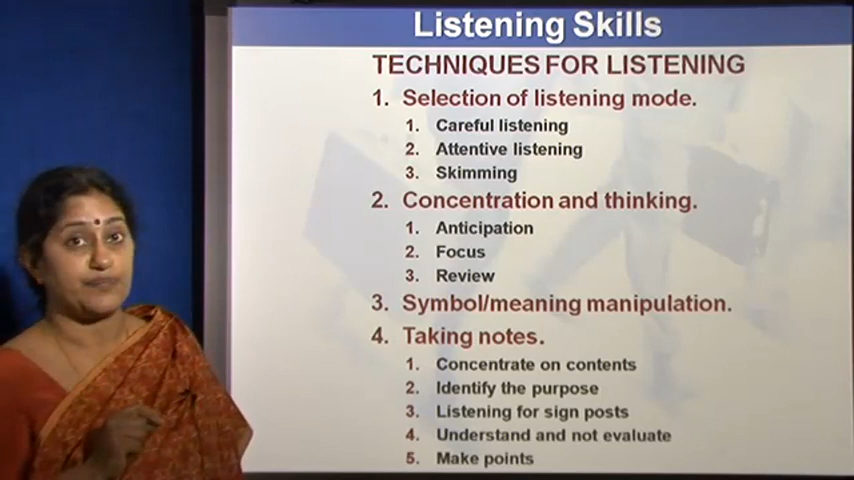 Listening Skills
TECHNIQUES FOR LISTENING
1. Selection of listening mode.
1. Careful listening
2. Attentive listening
3. Skimming
2. Concentration and thinking.
1. Anticipation
2. Focus
3. Review
3. Symbol/meaning manipulation.
4. Taking notes.
1. Concentrate on contents
2. Identify the purpose
3. Listening for sign posts
4. Understand and not evaluate
5. Make points